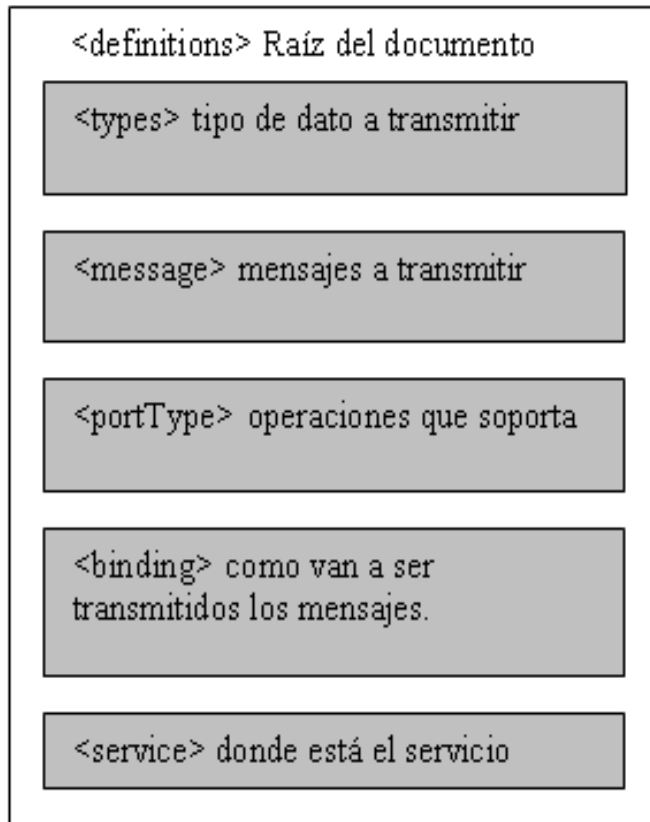 <definitions> Raíz del documento
<types> tipo de dato a transmitir
<message> mensajes a transmitir
<portType> operaciones que soporta
<binding> como van a ser
transmitidos los mensajes.
<service> donde está el servicio